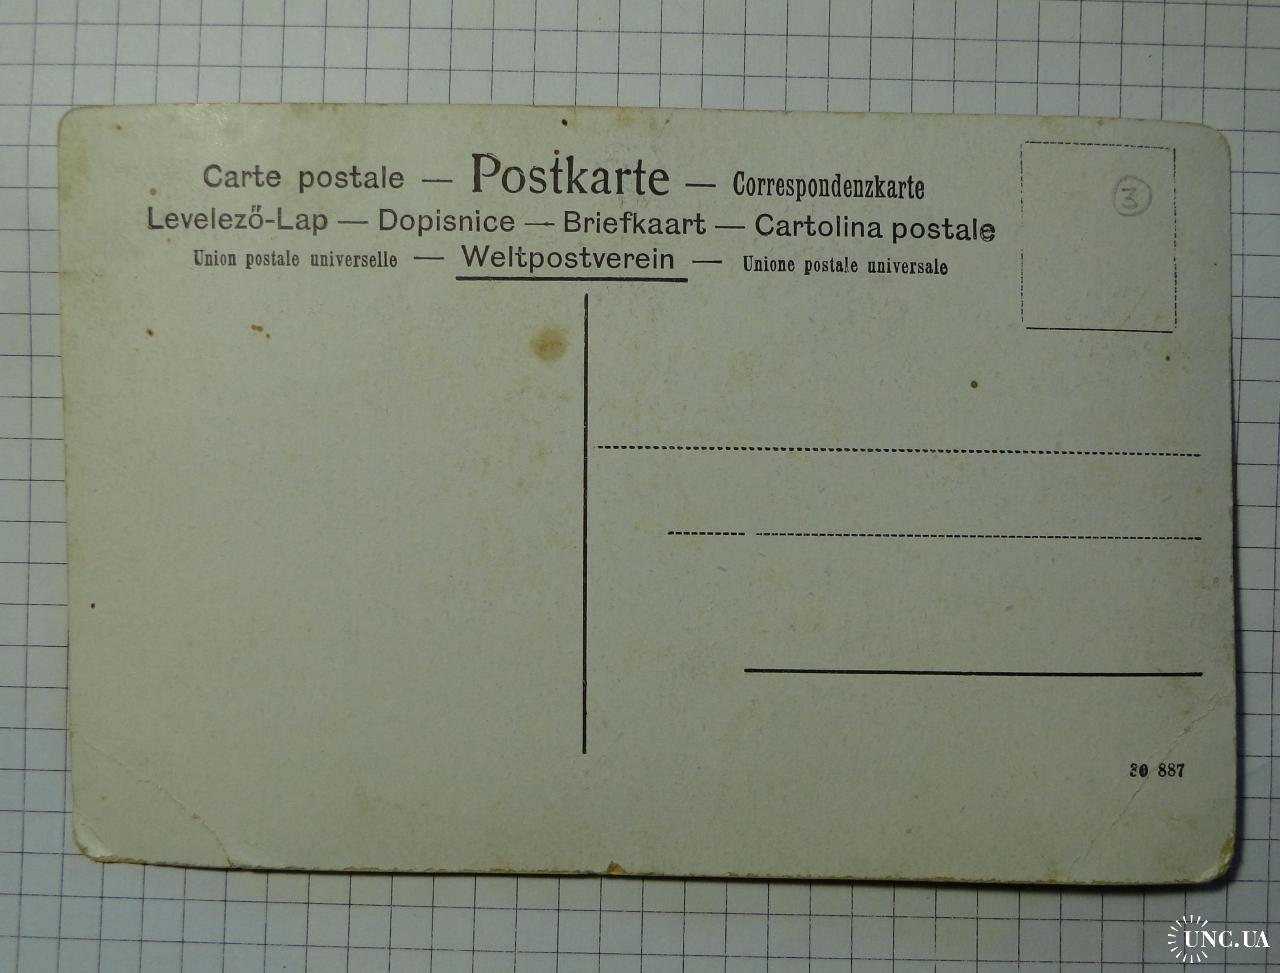 Carte postale — Postkarte — Correspondenzkarte
Levelező-Lap — Dopisnice — Briefkaart — Cartolina postale
Union postale universelle — Weltpostverein — Unione postale universale
3
30 887
UNC.UA